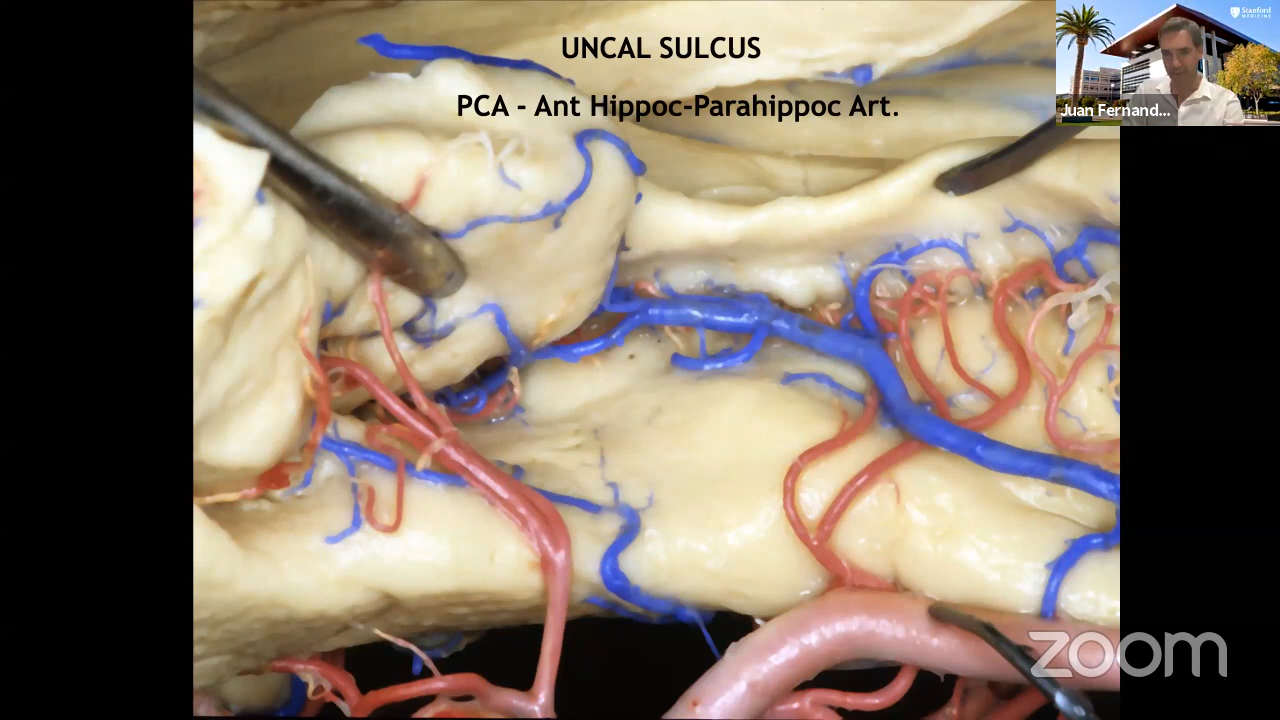 UNCAL SULCUS
PCA - Ant Hippoc-Parahippoc Art.
Stanford
MEDICINE
Juan Fernand...
zoom